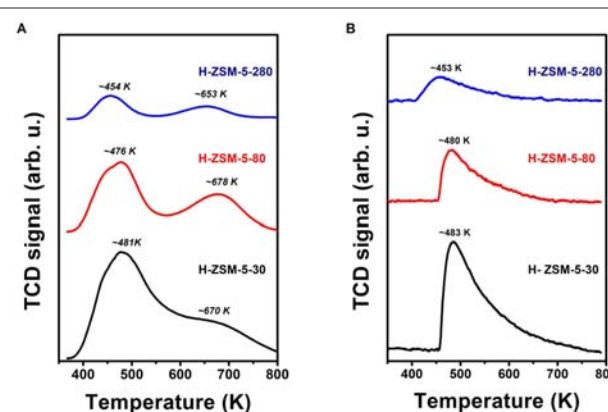 A
H-ZSM-5-280
~454 K
~653 K
H-ZSM-5-80
~476 K
~678 K
H-ZSM-5-30
~481K
~670 K
TCD signal (arb. u.)
400 500 600 700 800
Temperature (K)
B
H-ZSM-5-280
~453 K
H-ZSM-5-80
~480 K
H- ZSM-5-30
~483 K
TCD signal (arb. u.)
400 500 600 700 80
Temperature (K)